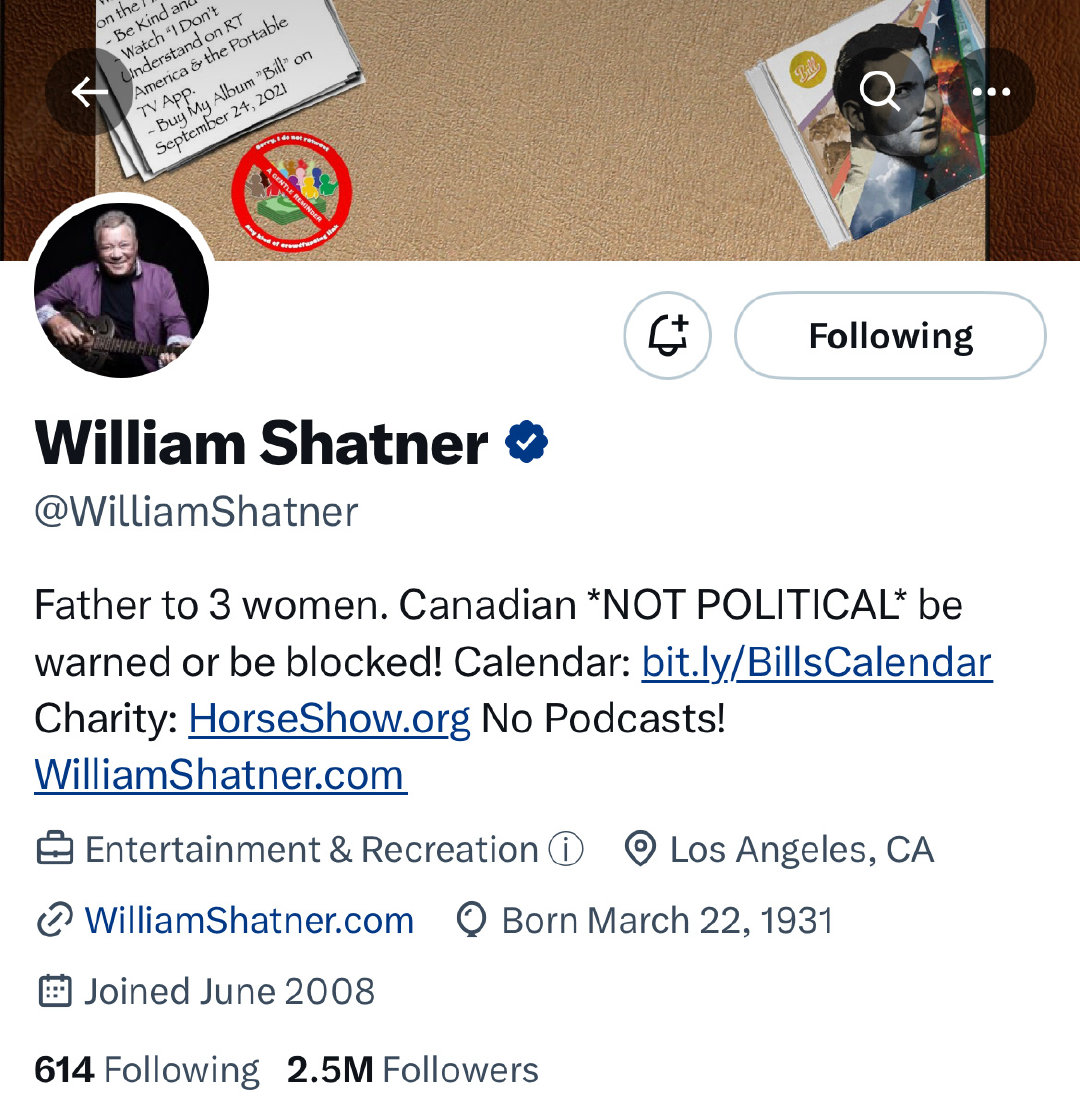 on the
- Be Kind and
- Watch "I Don't
Understand on RT
America & the Portable
TV App.
- Buy My Album "Bill" on
September 24, 2021
Bill
Sorry, I do not retweet
A GENTLE REMINDER
any kind of crowdfunding link
Following
William Shatner
@WilliamShatner
Father to 3 women. Canadian *NOT POLITICAL* be
warned or be blocked! Calendar: bit.ly/BillsCalendar
Charity: HorseShow.org No Podcasts!
WilliamShatner.com
Entertainment & Recreation
Los Angeles, CA
WilliamShatner.com
Born March 22, 1931
Joined June 2008
614 Following 2.5M Followers